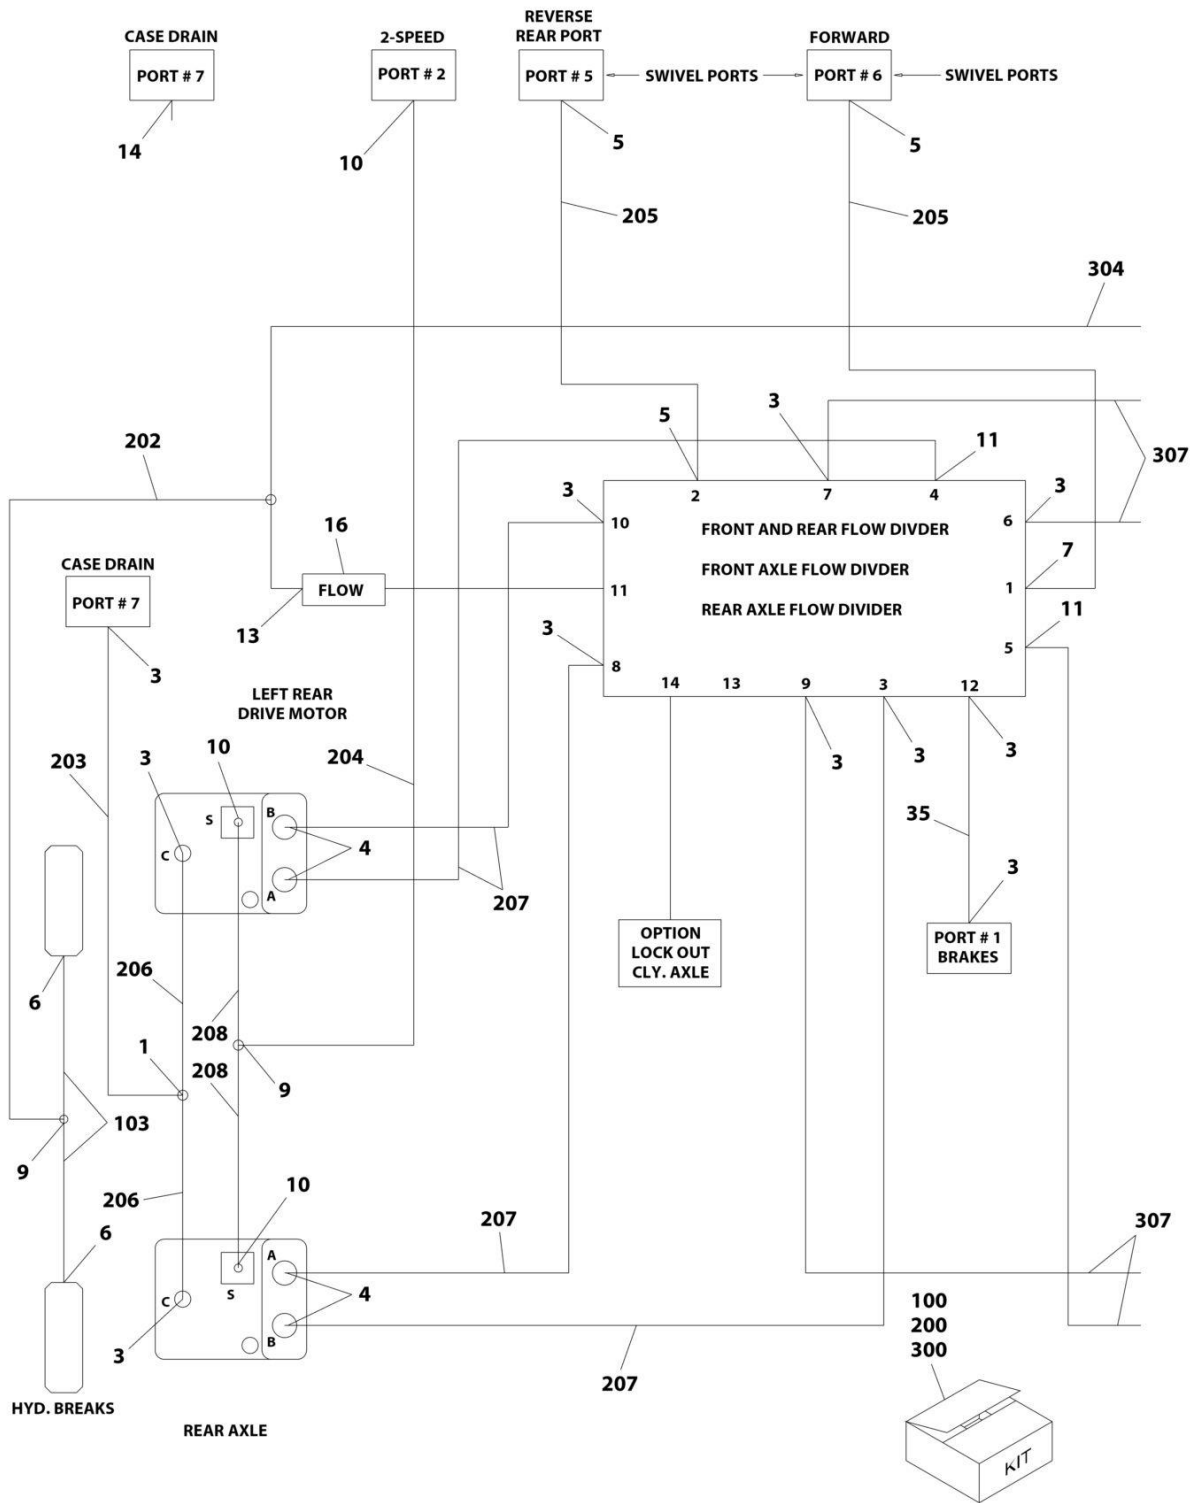 CASE DRAIN
PORT # 7
14
2-SPEED
PORT # 2
10
REVERSE
REAR PORT
PORT # 5
SWIVEL PORTS
FORWARD
PORT # 6
SWIVEL PORTS
5
5
205
205
304
202
5
3
11
307
3
2
7
4
3
10
6
16
FLOW
13
11
FRONT AND REAR FLOW DIVDER
FRONT AXLE FLOW DIVDER
REAR AXLE FLOW DIVIDER
7
1
11
5
CASE DRAIN
PORT # 7
3
3
8
14
13
9
3
12
3
3
3
LEFT REAR
DRIVE MOTOR
203
3
10
204
S
B
C
A
4
207
35
3
OPTION
LOCK OUT
CLY. AXLE
PORT # 1
BRAKES
6
206
208
1
208
9
103
9
206
10
6
207
307
A
C
S
B
4
3
207
HYD. BREAKS
REAR AXLE
100
200
300
KIT